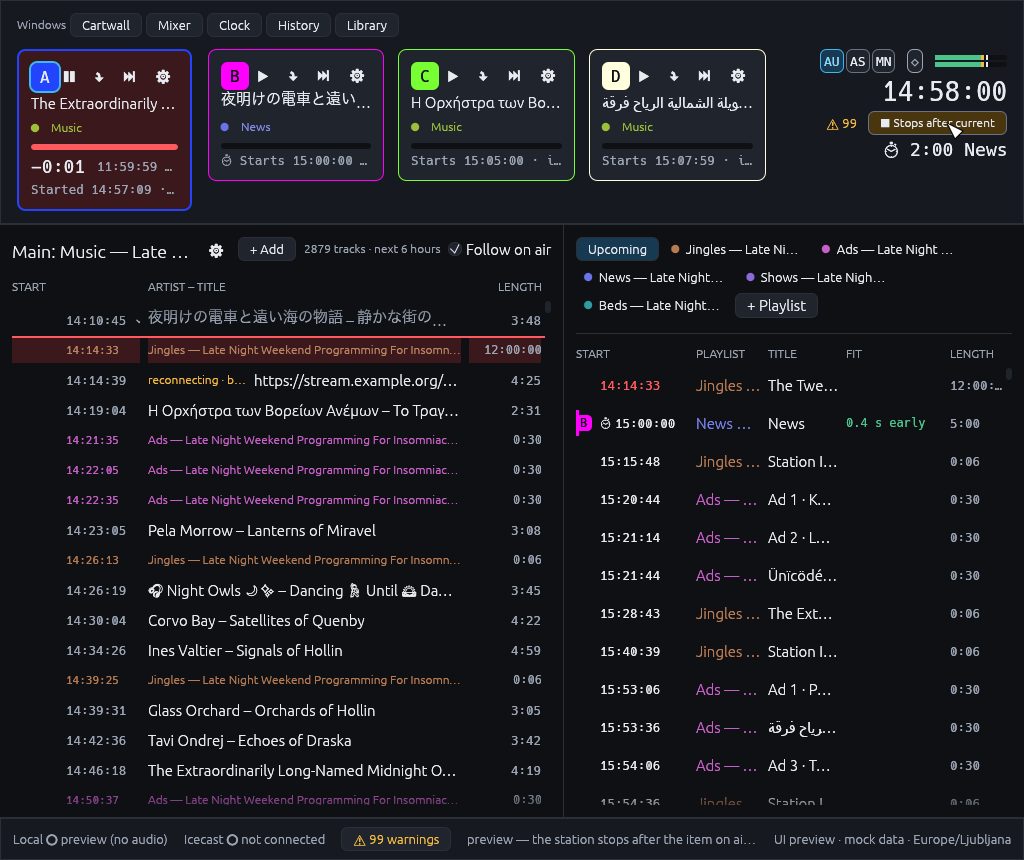 Windows Cartwall Mixer Clock History Library
A
The Extraordinarily …
Music
−0:01 11:59:59 …
Started 14:57:09 ·…
B
夜明けの電車と遠い…
News
Starts 15:00:00 …
C
Η Ορχήστρα των Βο…
Music
Starts 15:05:00 · i…
D
…ويلة الشمالية الرياح فرقة
Music
Starts 15:07:59 · i…
AU AS MN
14:58:00
⚠ 99 Stops after current
2:00 News
Main: Music — Late … + Add 2879 tracks · next 6 hours ✓ Follow on air
START ARTIST – TITLE LENGTH
14:10:45 夜明けの電車と遠い海の物語 – 静かな街の… 3:48
14:14:33 Jingles — Late Night Weekend Programming For Insomn… 12:00:00
14:14:39 reconnecting · b… https://stream.example.org/… 4:25
14:19:04 Η Ορχήστρα των Βορείων Ανέμων – Το Τραγ… 2:31
14:21:35 Ads — Late Night Weekend Programming For Insomniac… 0:30
14:22:05 Ads — Late Night Weekend Programming For Insomniac… 0:30
14:22:35 Ads — Late Night Weekend Programming For Insomniac… 0:30
14:23:05 Pela Morrow – Lanterns of Miravel 3:08
14:26:13 Jingles — Late Night Weekend Programming For Insomn… 0:06
14:26:19 🎧 Night Owls 🌙✨ – Dancing 💃 Until 🌅 Da… 3:45
14:30:04 Corvo Bay – Satellites of Quenby 4:22
14:34:26 Ines Valtier – Signals of Hollin 4:59
14:39:25 Jingles — Late Night Weekend Programming For Insomn… 0:06
14:39:31 Glass Orchard – Orchards of Hollin 3:05
14:42:36 Tavi Ondrej – Echoes of Draska 3:42
14:46:18 The Extraordinarily Long-Named Midnight O… 4:19
14:50:37 Ads — Late Night Weekend Programming For Insomniac… 0:30
Upcoming Jingles — Late Ni… Ads — Late Night …
News — Late Night… Shows — Late Nigh…
Beds — Late Night… + Playlist
START PLAYLIST TITLE FIT LENGTH
14:14:33 Jingles … The Twe… 12:00:…
B 15:00:00 News … News 0.4 s early 5:00
15:15:48 Jingles … Station I… 0:06
15:20:44 Ads — … Ad 1 · K… 0:30
15:21:14 Ads — … Ad 2 · L… 0:30
15:21:44 Ads — … Ünïcödé… 0:30
15:28:43 Jingles … The Ext… 0:06
15:40:39 Jingles … Station I… 0:06
15:53:06 Ads — … Ad 1 · P… 0:30
15:53:36 Ads — … …رياح فرقة 0:30
15:54:06 Ads — … Ad 3 · T… 0:30
15:54:36 Jingles … Station I… 0:06
Local preview (no audio) Icecast not connected ⚠ 99 warnings preview — the station stops after the item on ai… UI preview · mock data · Europe/Ljubljana